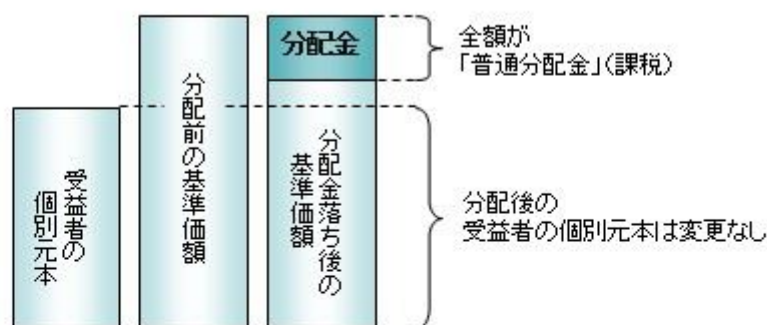 受益者の
個別元本
分配前の基準価額
分配金
分配金落ち後の
基準価額
全額が
「普通分配金」(課税)
分配後の
受益者の個別元本は変更なし